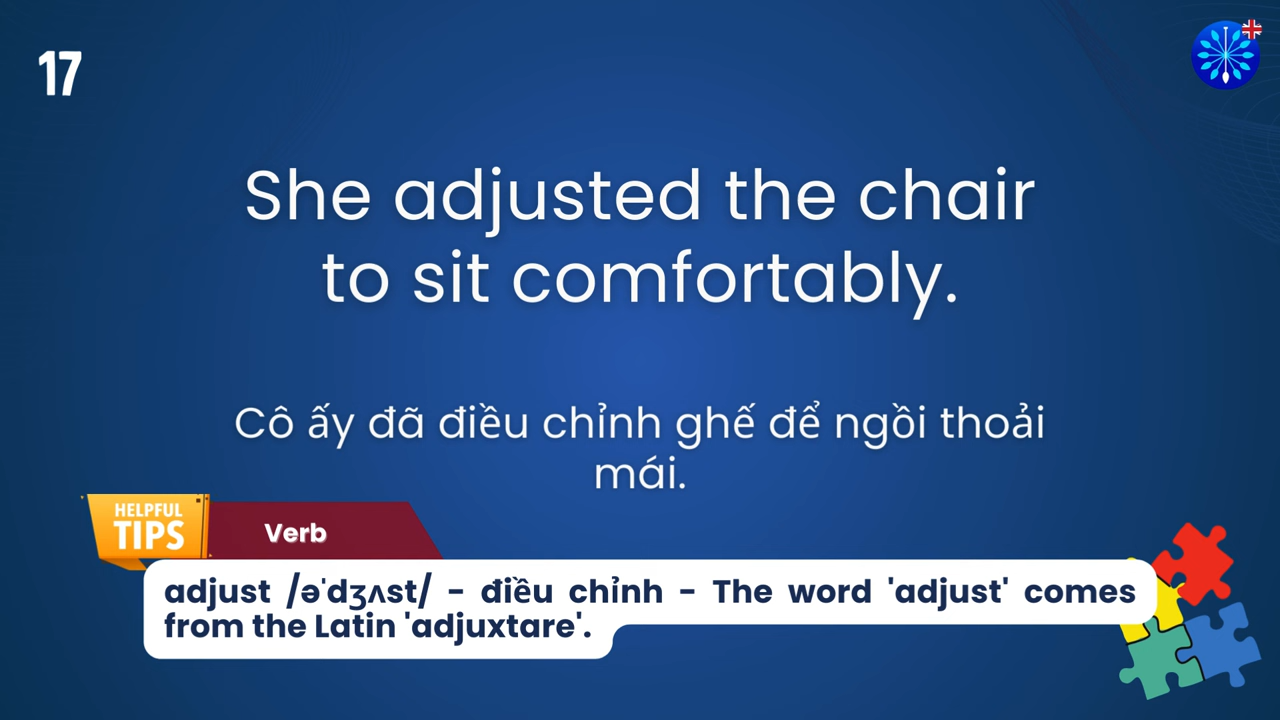 17
She adjusted the chair
to sit comfortably.
Cô ấy đã điều chỉnh ghế để ngồi thoải
mái.
HELPFUL
TIPS
Verb
adjust /əˈdʒʌst/ - điều chỉnh - The word 'adjust' comes
from the Latin 'adjuxtare'.